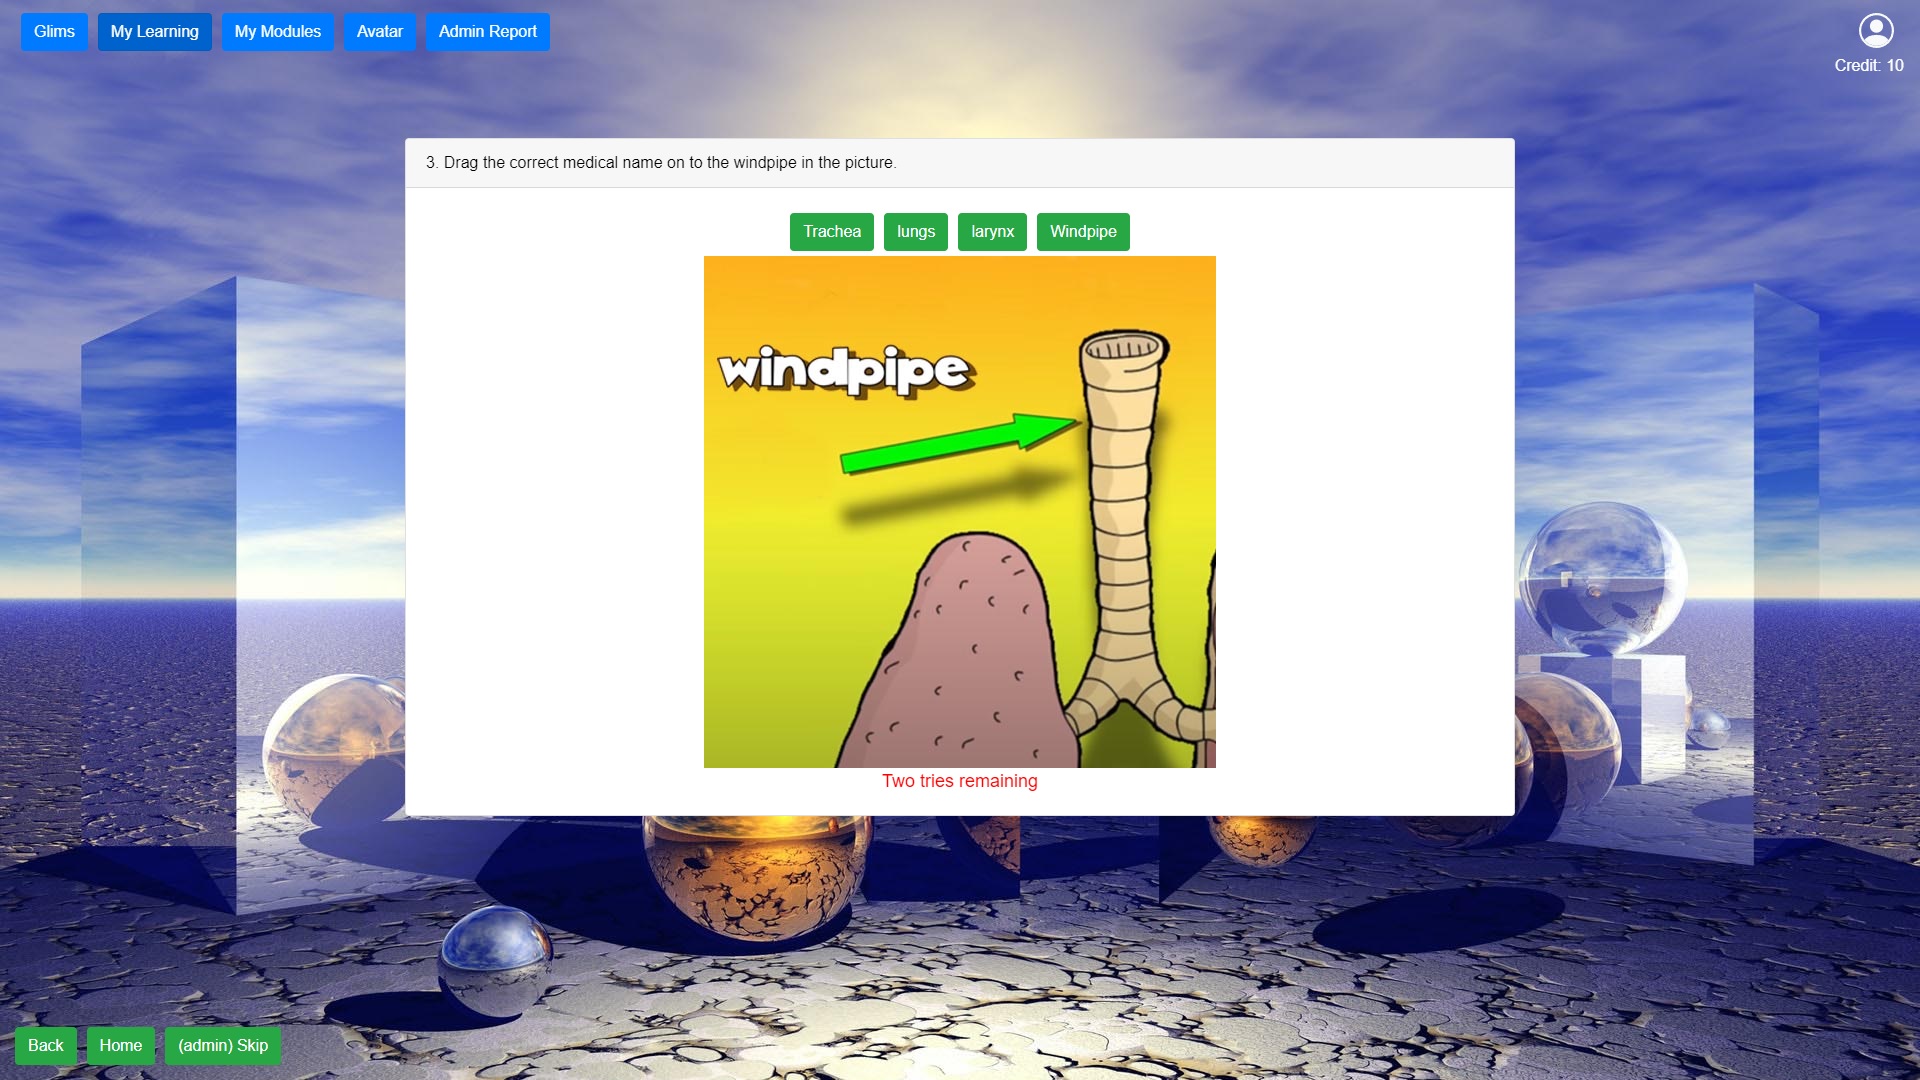 Glims My Learning My Modules Avatar Admin Report
Credit: 10
3. Drag the correct medical name on to the windpipe in the picture.
Trachea lungs larynx Windpipe
windpipe
Two tries remaining
Back Home (admin) Skip